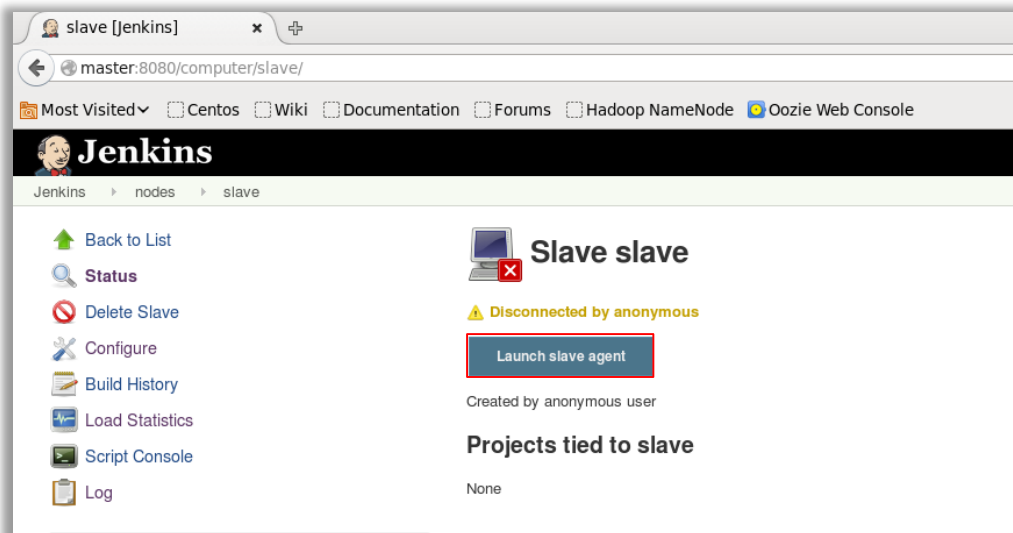 slave [Jenkins]
master:8080/computer/slave/
Most Visited Centos Wiki Documentation Forums Hadoop NameNode Oozie Web Console
Jenkins
Jenkins nodes slave
Back to List
Status
Delete Slave
Configure
Build History
Load Statistics
Script Console
Log
Slave slave
Disconnected by anonymous
Launch slave agent
Created by anonymous user
Projects tied to slave
None